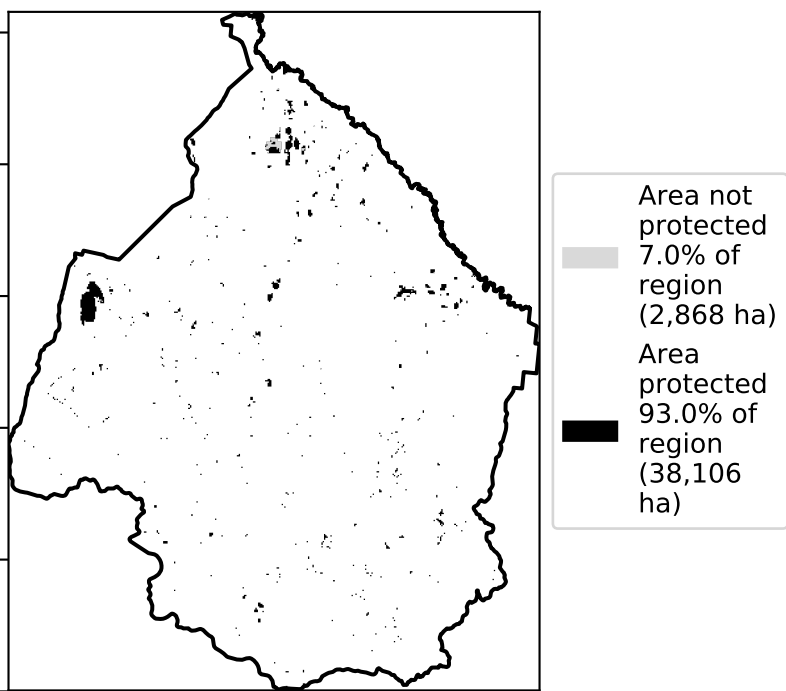 Area not
protected
7.0% of
region
(2,868 ha)
Area
protected
93.0% of
region
(38,106
ha)